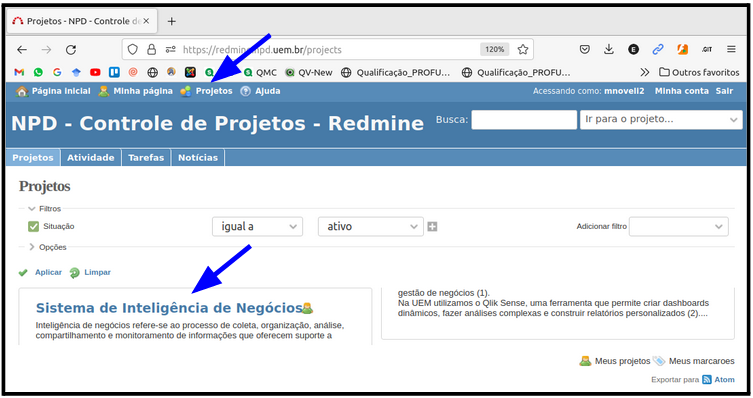 Projetos - NPD - Controle de
https://redmine.npd.uem.br/projects
120%
.GIT
QMC
QV-New
Qualificação_PROFU...
Qualificação_PROFU...
Outros favoritos
Página inicial
Minha página
Projetos
Ajuda
Acessando como: mnovell2
Minha conta
Sair
NPD - Controle de Projetos - Redmine
Busca:
Ir para o projeto...
Projetos
Atividade
Tarefas
Notícias
Projetos
Filtros
Situação
igual a
ativo
Adicionar filtro
Opções
Aplicar
Limpar
Sistema de Inteligência de Negócios
Inteligência de negócios refere-se ao processo de coleta, organização, análise,
compartilhamento e monitoramento de informações que oferecem suporte a
gestão de negócios (1).
Na UEM utilizamos o Qlik Sense, uma ferramenta que permite criar dashboards
dinâmicos, fazer análises complexas e construir relatórios personalizados (2)....
Meus projetos
Meus marcaroes
Exportar para
Atom